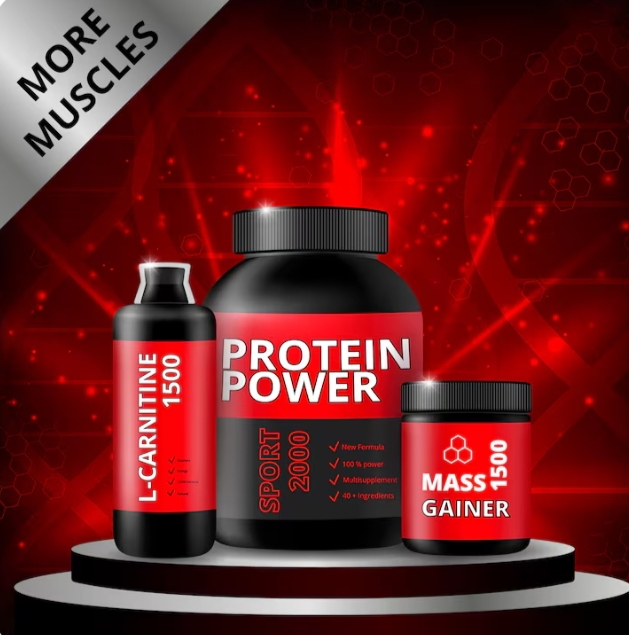 MORE
MUSCLES
L-CARNITINE
1500
PROTEIN
POWER
SPORT
2000
New Formula
100 % power
Multisupplement
40 + Ingredients
MASS
1500
GAINER